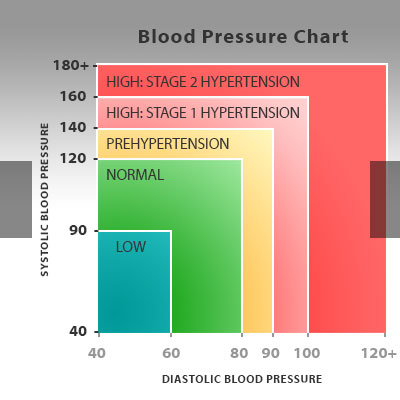 Blood Pressure Chart
180+
HIGH: STAGE 2 HYPERTENSION
160
HIGH: STAGE 1 HYPERTENSION
140
PREHYPERTENSION
120
NORMAL
90
LOW
40
SYSTOLIC BLOOD PRESSURE
40 60 80 90 100 120+
DIASTOLIC BLOOD PRESSURE